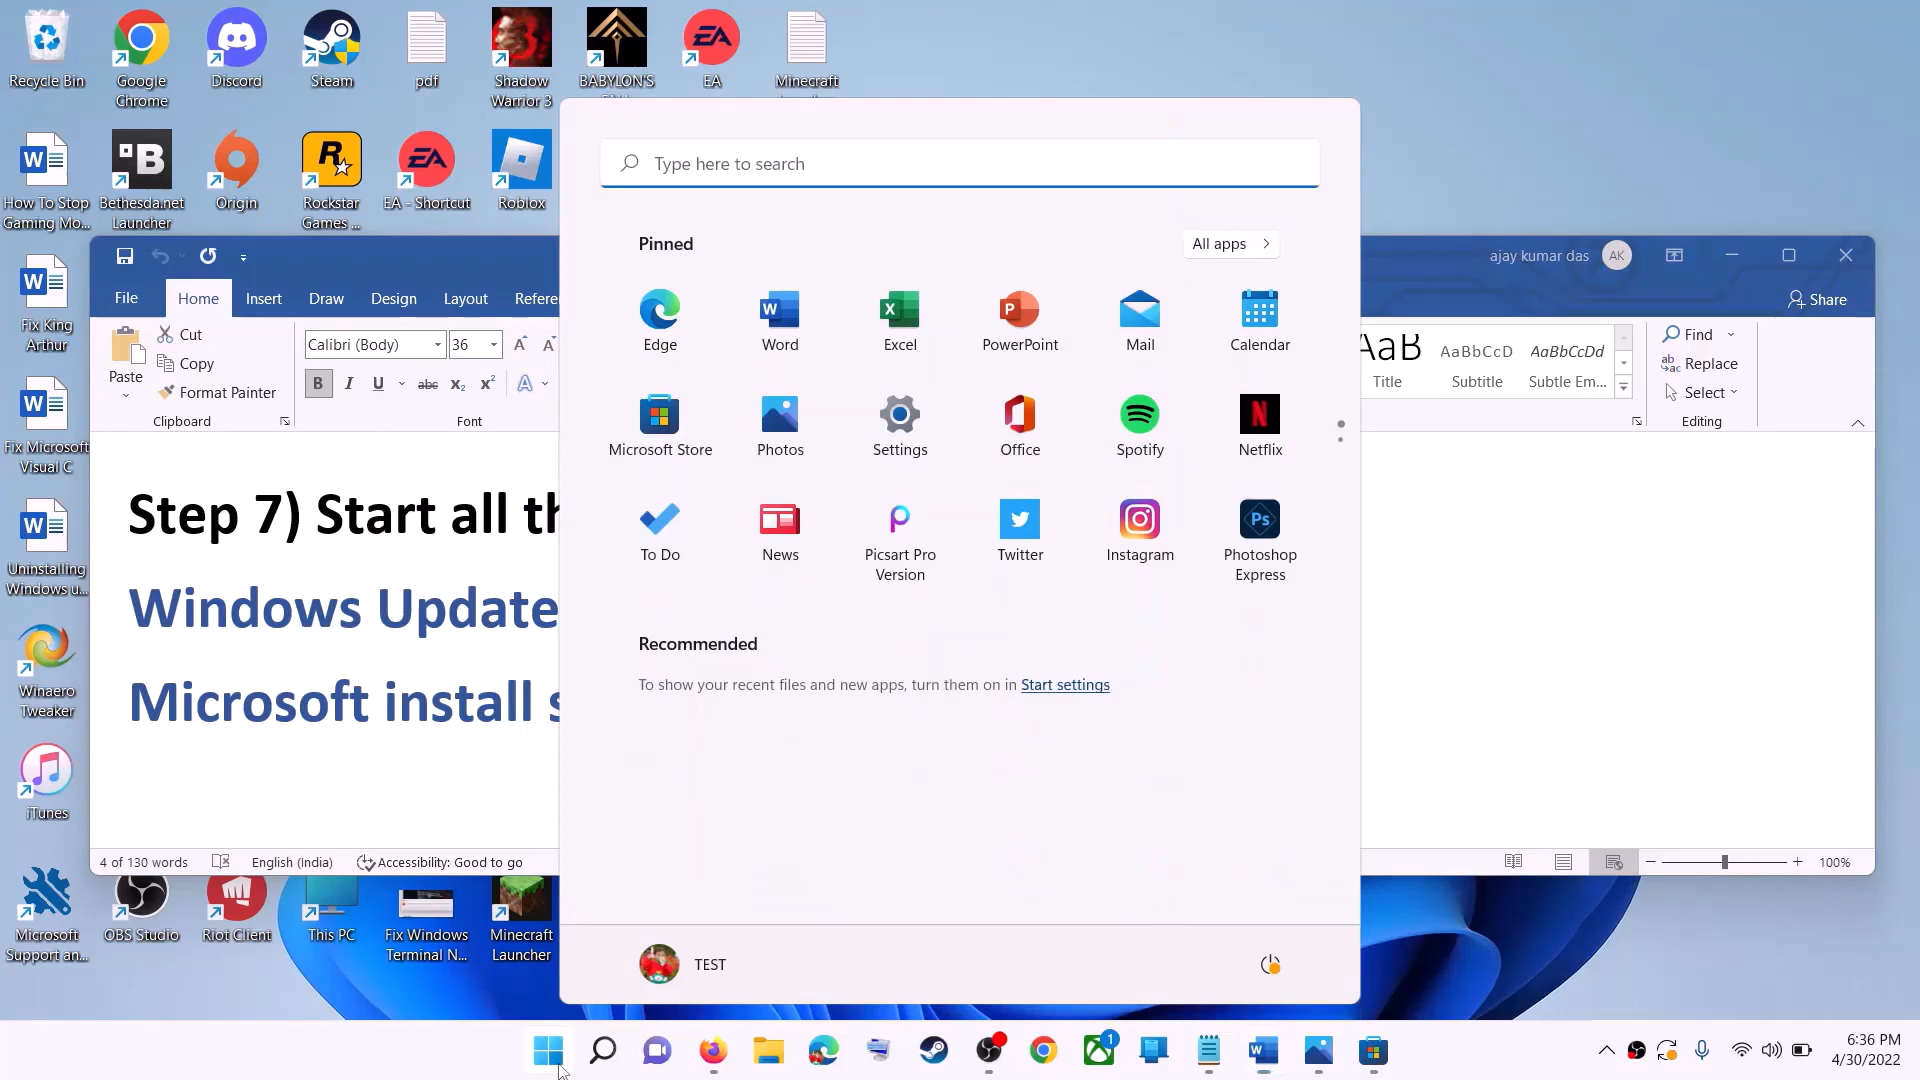 Recycle Bin
Google
Chrome
Discord
Steam
pdf
Shadow
Warrior 3
BABYLON'S
EA
Minecraft
How To Stop
Gaming Mo...
Bethesda.net
Launcher
Origin
Rockstar
Games ...
EA - Shortcut
Roblox
Fix King
Arthur
Fix Microsoft
Visual C
Uninstalling
Windows u...
Winaero
Tweaker
iTunes
Microsoft
Support an...
OBS Studio
Riot Client
This PC
Fix Windows
Terminal N...
Minecraft
Launcher
ajay kumar das
AK
File
Home
Insert
Draw
Design
Layout
Refere
Share
Paste
Cut
Copy
Format Painter
Clipboard
Calibri (Body)
36
Font
Title
AaBbCcD
Subtitle
AaBbCcDd
Subtle Em...
Find
Replace
Select
Editing
Step 7) Start all th
Windows Update
Microsoft install s
4 of 130 words
English (India)
Accessibility: Good to go
100%
Type here to search
Pinned
All apps
Edge
Word
Excel
PowerPoint
Mail
Calendar
Microsoft Store
Photos
Settings
Office
Spotify
Netflix
To Do
News
Picsart Pro
Version
Twitter
Instagram
Photoshop
Express
Recommended
To show your recent files and new apps, turn them on in Start settings
TEST
1
6:36 PM
4/30/2022